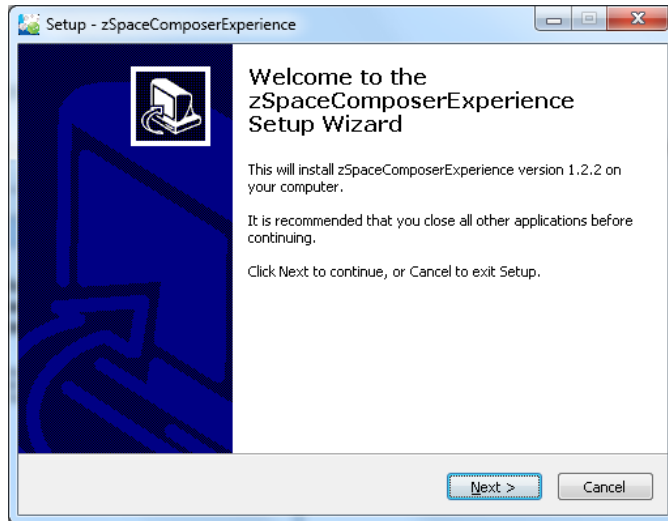 Setup - zSpaceComposerExperience
Welcome to the
zSpaceComposerExperience
Setup Wizard
This will install zSpaceComposerExperience version 1.2.2 on
your computer.
It is recommended that you close all other applications before
continuing.
Click Next to continue, or Cancel to exit Setup.
Next >
Cancel